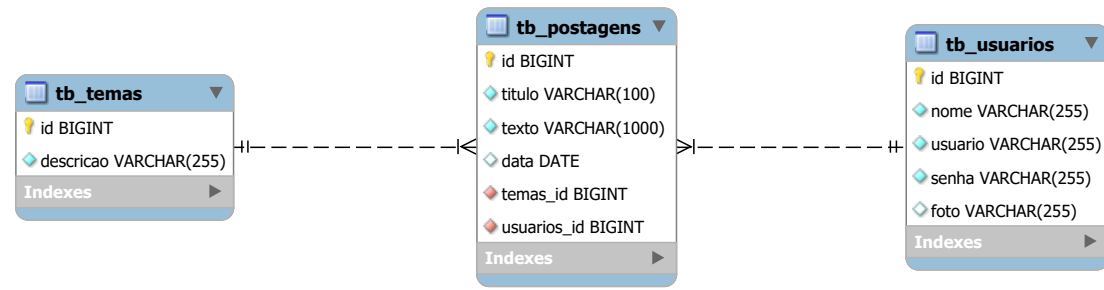 tb_temas
id BIGINT
descricao VARCHAR(255)
Indexes
tb_postagens
id BIGINT
titulo VARCHAR(100)
texto VARCHAR(1000)
data DATE
temas_id BIGINT
usuarios_id BIGINT
Indexes
tb_usuarios
id BIGINT
nome VARCHAR(255)
usuario VARCHAR(255)
senha VARCHAR(255)
foto VARCHAR(255)
Indexes